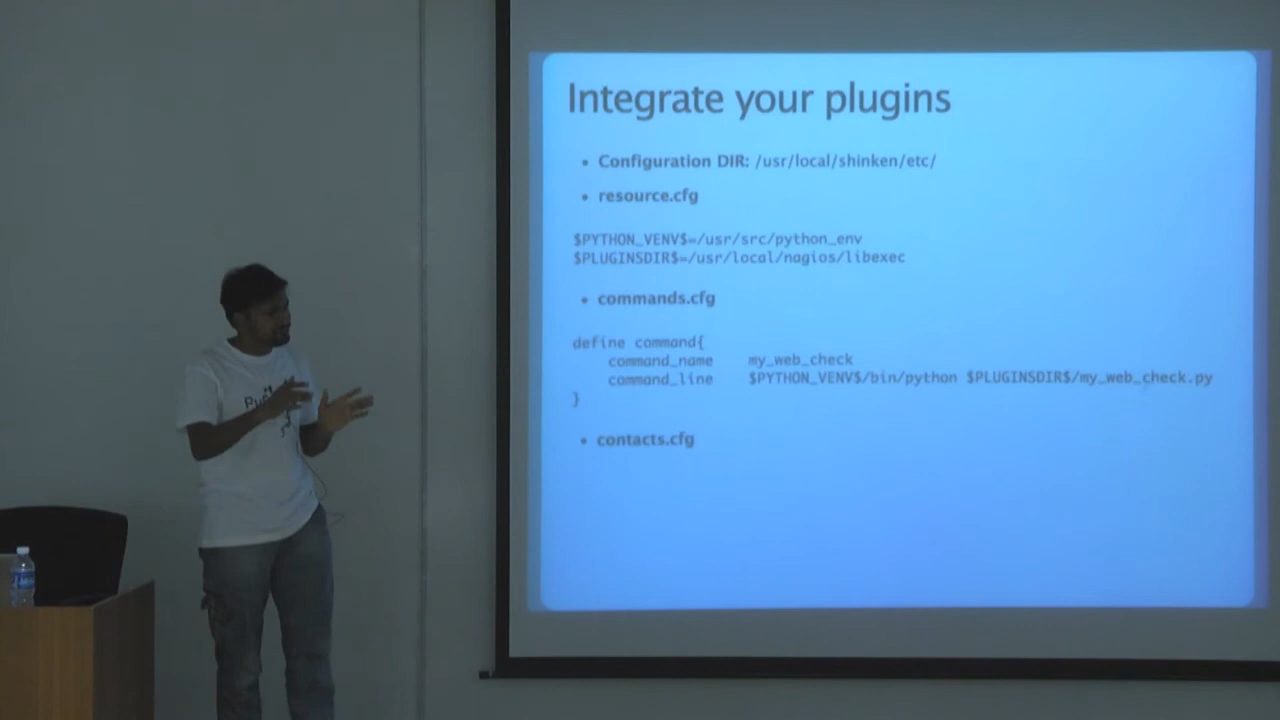 Integrate your plugins
• Configuration DIR: /usr/local/shinken/etc/
• resource.cfg
$PYTHON_VENV$=/usr/src/python_env
$PLUGINSDIR$=/usr/local/nagios/libexec
• commands.cfg
define command{
command_name my_web_check
command_line $PYTHON_VENV$/bin/python $PLUGINSDIR$/my_web_check.py
}
• contacts.cfg